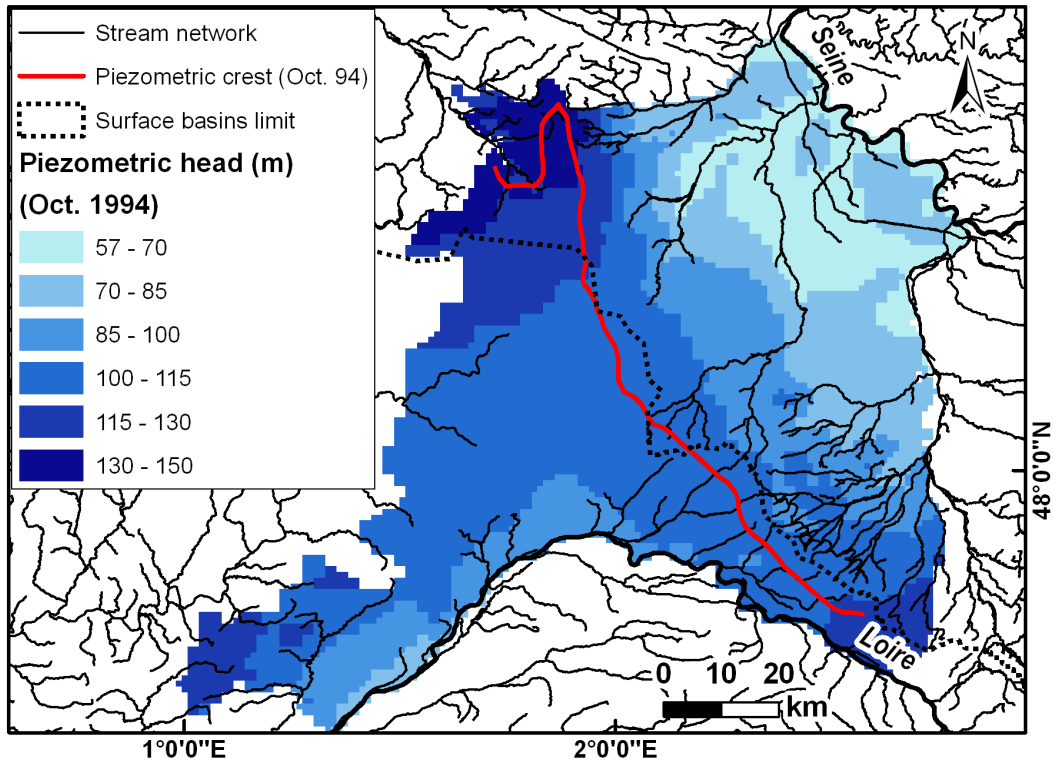 Stream network
Piezometric crest (Oct. 94)
Surface basins limit
Piezometric head (m)
(Oct. 1994)
57 - 70
70 - 85
85 - 100
100 - 115
115 - 130
130 - 150
Seine
N
48°0'0"N
Loire
0 10 20
km
1°0'0"E
2°0'0"E